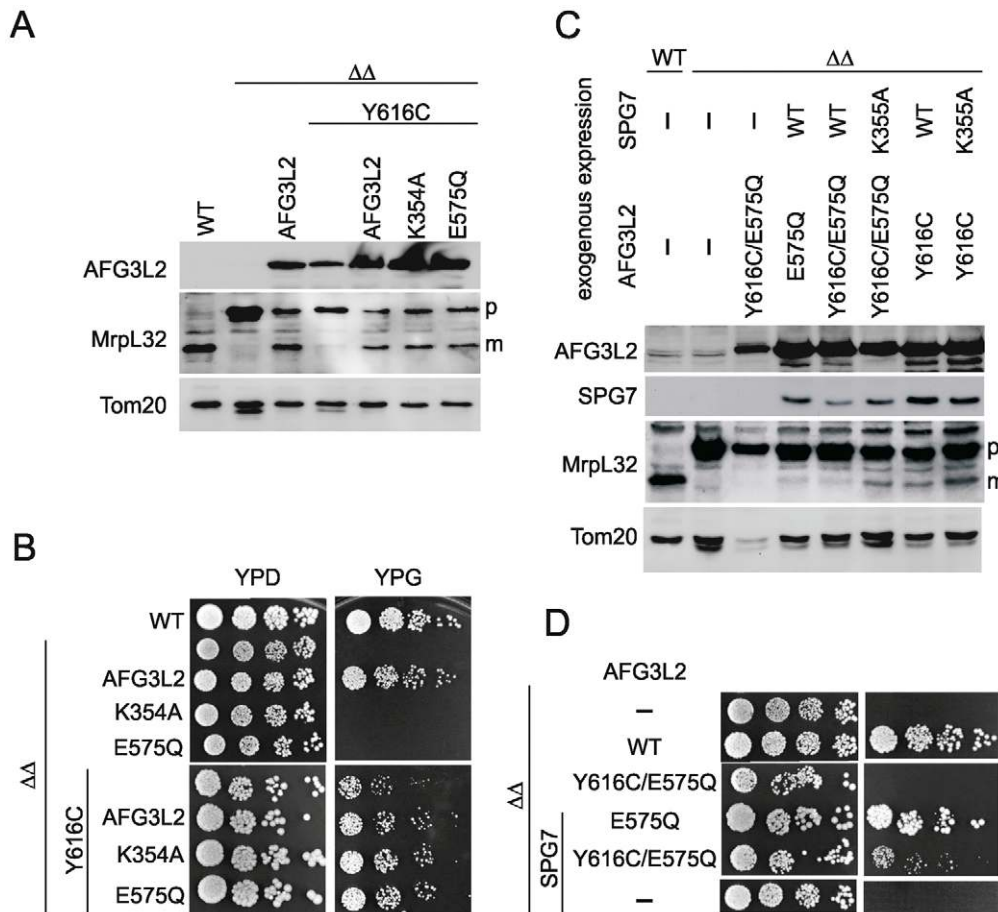 A
ΔΔ
Y616C
WT
AFG3L2
AFG3L2
K354A
E575Q
AFG3L2
MrpL32
p
m
Tom20
B
YPD YPG
WT
AFG3L2
K354A
E575Q
AFG3L2
K354A
E575Q
ΔΔ
Y616C
C
WT ΔΔ
exogenous expression
SPG7
– – – WT WT K355A WT K355A
AFG3L2
– – Y616C/E575Q E575Q Y616C/E575Q Y616C/E575Q Y616C Y616C
AFG3L2
SPG7
MrpL32
p
m
Tom20
D
AFG3L2
–
WT
Y616C/E575Q
E575Q
Y616C/E575Q
–
ΔΔ
SPG7